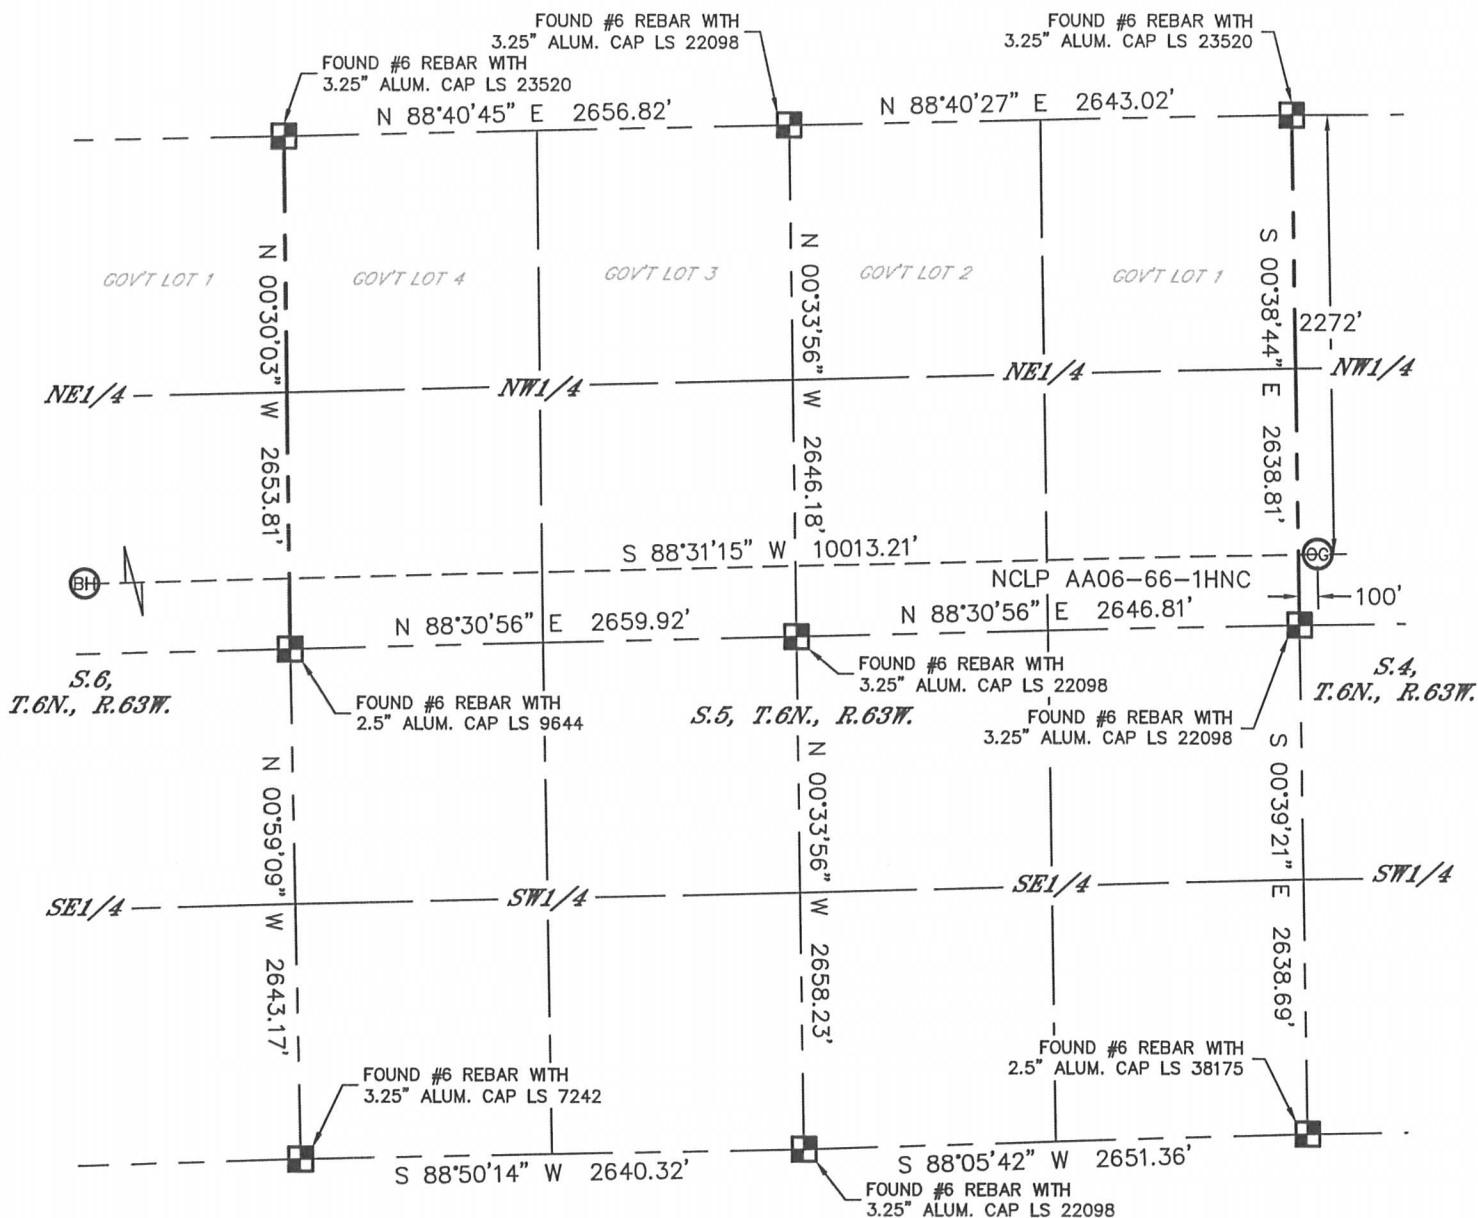 FOUND #6 REBAR WITH
3.25" ALUM. CAP LS 22098
FOUND #6 REBAR WITH
3.25" ALUM. CAP LS 23520
FOUND #6 REBAR WITH
3.25" ALUM. CAP LS 23520
N 88°40'45" E 2656.82'
N 88°40'27" E 2643.02'
N 00°30'03" W 2653.81'
N 00°33'56" W 2646.18'
S 00°38'44" E 2638.81'
GOV'T LOT 1
GOV'T LOT 4
GOV'T LOT 3
GOV'T LOT 2
GOV'T LOT 1
2272'
NE1/4
NW1/4
NE1/4
NW1/4
S 88°31'15" W 10013.21'
BH
OG
NCLP AA06-66-1HNC
100'
N 88°30'56" E 2659.92'
N 88°30'56" E 2646.81'
S.6,
T.6N., R.63W.
FOUND #6 REBAR WITH
2.5" ALUM. CAP LS 9644
FOUND #6 REBAR WITH
3.25" ALUM. CAP LS 22098
S.5, T.6N., R.63W.
FOUND #6 REBAR WITH
3.25" ALUM. CAP LS 22098
S.4,
T.6N., R.63W.
N 00°59'09" W 2643.17'
N 00°33'56" W 2658.23'
S 00°39'21" E 2638.69'
SE1/4
SW1/4
SE1/4
SW1/4
FOUND #6 REBAR WITH
3.25" ALUM. CAP LS 7242
FOUND #6 REBAR WITH
2.5" ALUM. CAP LS 38175
S 88°50'14" W 2640.32'
S 88°05'42" W 2651.36'
FOUND #6 REBAR WITH
3.25" ALUM. CAP LS 22098